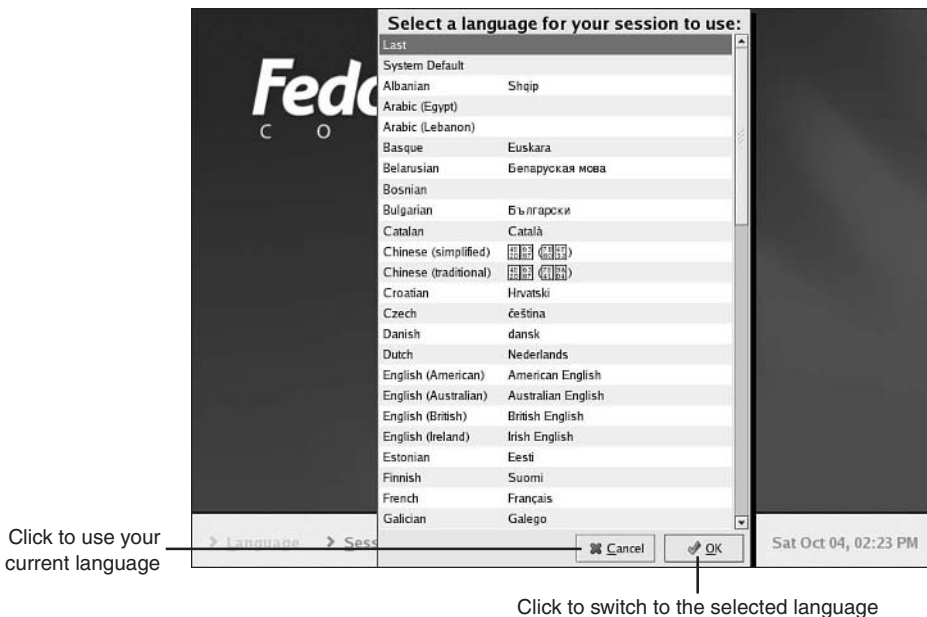 Select a language for your session to use:
Last
System Default
Albanian Shqip
Arabic (Egypt)
Arabic (Lebanon)
Basque Euskara
Belarusian Беларуская мова
Bosnian
Bulgarian Български
Catalan Català
Chinese (simplified)
Chinese (traditional)
Croatian Hrvatski
Czech čeština
Danish dansk
Dutch Nederlands
English (American) American English
English (Australian) Australian English
English (British) British English
English (Ireland) Irish English
Estonian Eesti
Finnish Suomi
French Français
Galician Galego
Fedo
C O
Language Sess
Cancel OK
Sat Oct 04, 02:23 PM
Click to use your
current language
Click to switch to the selected language